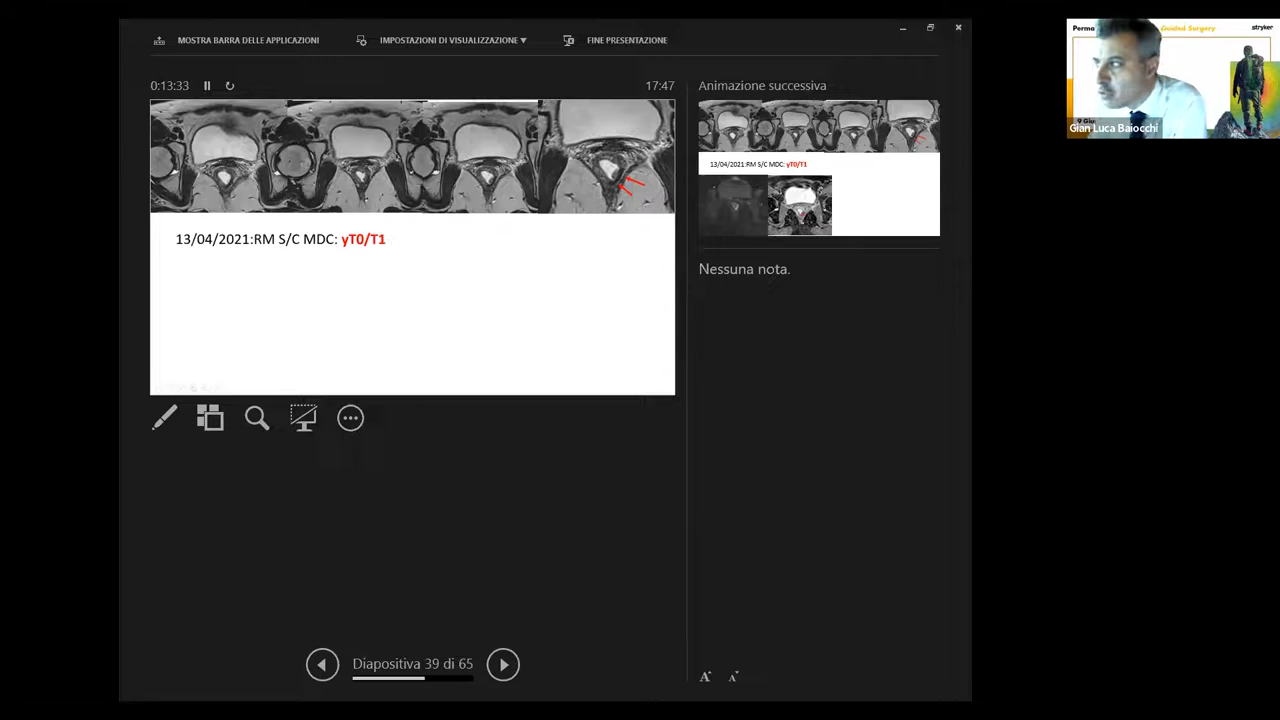 MOSTRA BARRA DELLE APPLICAZIONI
IMPOSTAZIONI DI VISUALIZZAZIONE ▼
FINE PRESENTAZIONE
0:13:33
17:47
13/04/2021:RM S/C MDC: yT0/T1
Diapositiva 39 di 65
Animazione successiva
13/04/2021:RM S/C MDC: yT0/T1
Nessuna nota.
A A
Perma
Guided Surgery
stryker
Gian Luca Baiocchi